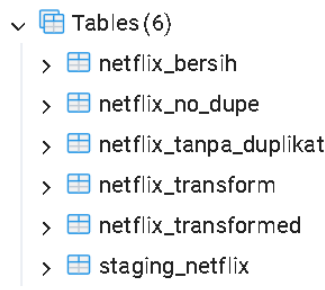 Tables (6)
netflix_bersih
netflix_no_dupe
netflix_tanpa_duplikat
netflix_transform
netflix_transformed
staging_netflix